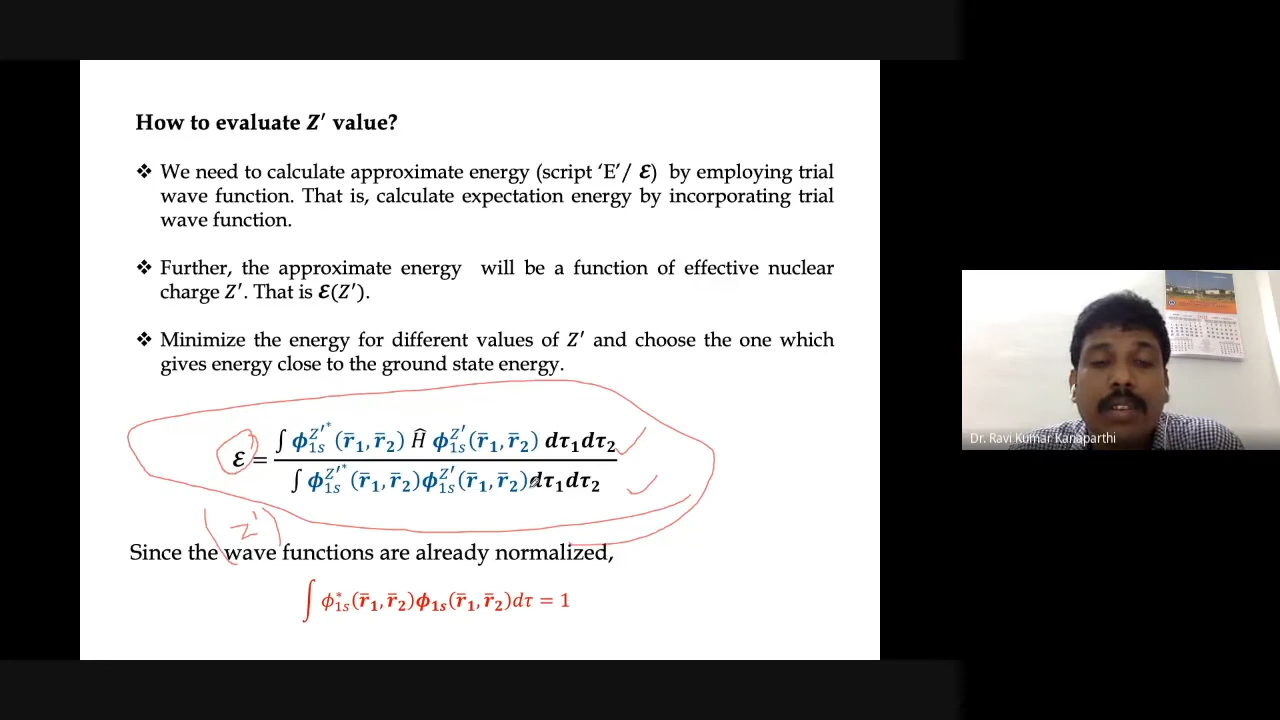 How to evaluate Z′ value?
❖ We need to calculate approximate energy (script ‘E’/ ℰ) by employing trial
wave function. That is, calculate expectation energy by incorporating trial
wave function.
❖ Further, the approximate energy will be a function of effective nuclear
charge Z′. That is ℰ(Z′).
❖ Minimize the energy for different values of Z′ and choose the one which
gives energy close to the ground state energy.
ℰ = ∫ ϕ₁ₛ^{Z′*} (r̄₁, r̄₂) Ĥ ϕ₁ₛ^{Z′}(r̄₁, r̄₂) dτ₁dτ₂
∫ ϕ₁ₛ^{Z′*} (r̄₁, r̄₂)ϕ₁ₛ^{Z′}(r̄₁, r̄₂)dτ₁dτ₂
(Z')
Since the wave functions are already normalized,
∫ ϕ₁ₛ*(r̄₁, r̄₂)ϕ₁ₛ(r̄₁, r̄₂)dτ = 1
Dr. Ravi Kumar Kanaparthi